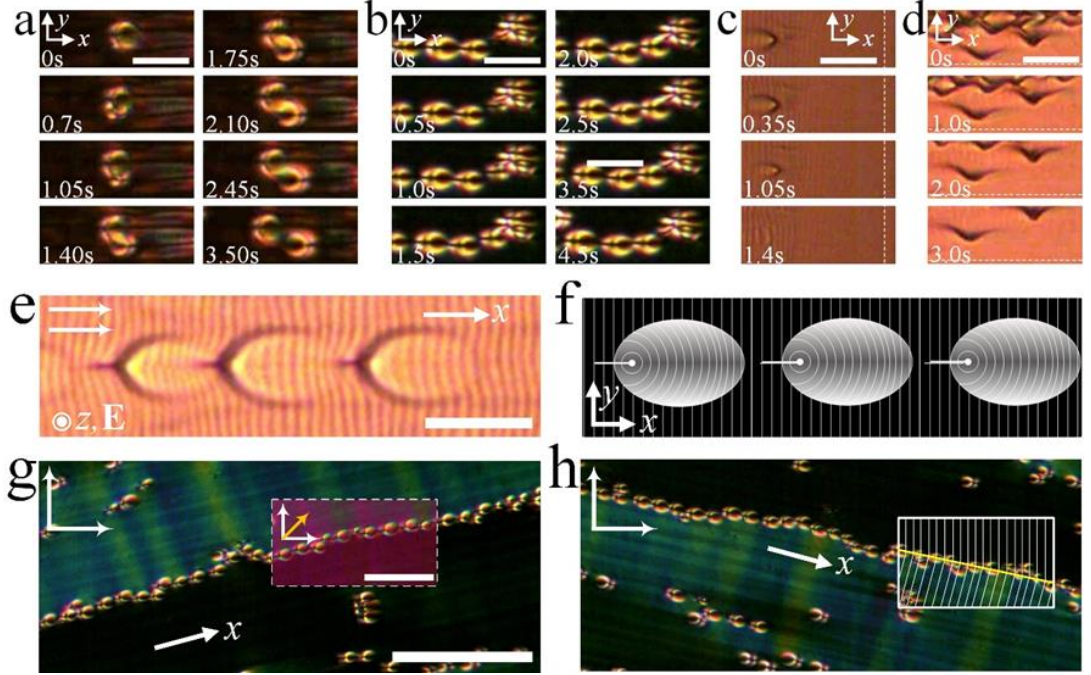 a
y
x
0s
0.7s
1.05s
1.40s
1.75s
2.10s
2.45s
3.50s
b
y
x
0s
0.5s
1.0s
1.5s
2.0s
2.5s
3.5s
4.5s
c
y
x
0s
0.35s
1.05s
1.4s
d
y
x
0s
1.0s
2.0s
3.0s
e
x
z, E
f
y
x
g
x
h
x